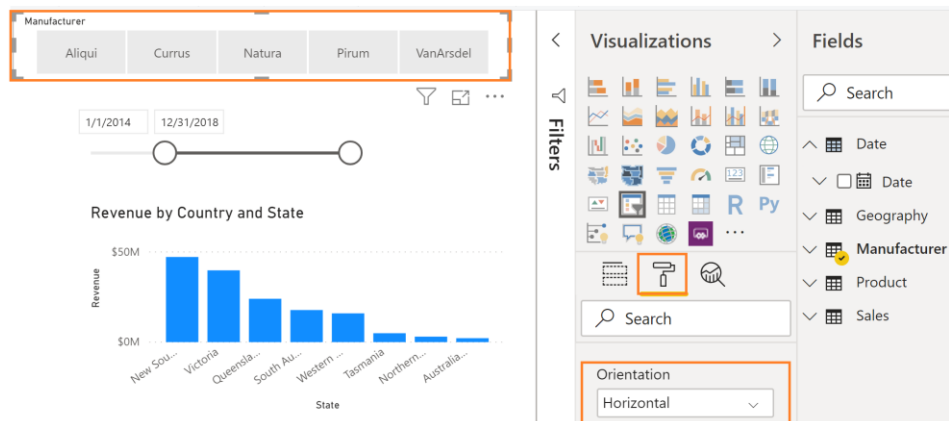 Manufacturer
Aliqui Currus Natura Pirum VanArsdel
1/1/2014 12/31/2018
Revenue by Country and State
$50M
$0M
Revenue
New Sou... Victoria Queensla... South Au... Western ... Tasmania Northern... Australia...
State
Filters
Visualizations
123
R Py
Search
Orientation
Horizontal
Fields
Search
Date
Date
Geography
Manufacturer
Product
Sales